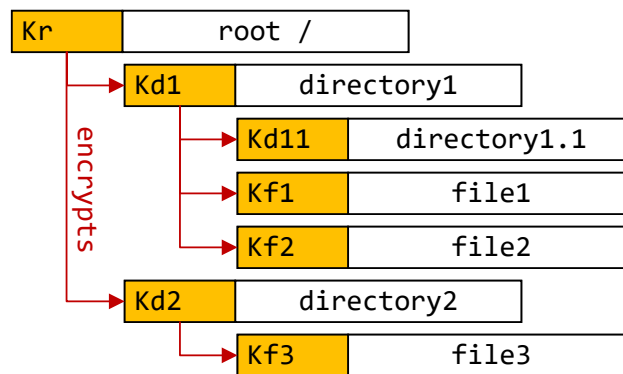 Kr root /
Kd1 directory1
encrypts
Kd11 directory1.1
Kf1 file1
Kf2 file2
Kd2 directory2
Kf3 file3